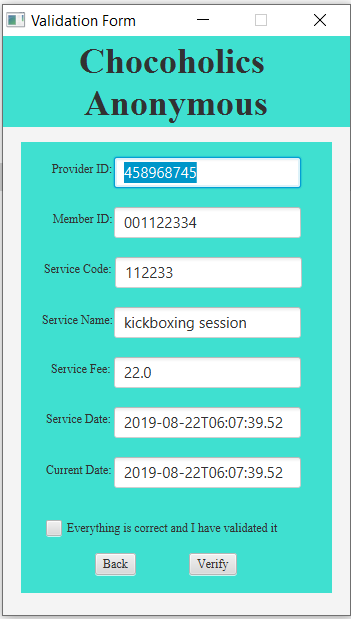 Validation Form
Chocoholics
Anonymous
Provider ID: 458968745
Member ID: 001122334
Service Code: 112233
Service Name: kickboxing session
Service Fee: 22.0
Service Date: 2019-08-22T06:07:39.52
Current Date: 2019-08-22T06:07:39.52
Everything is correct and I have validated it
Back Verify